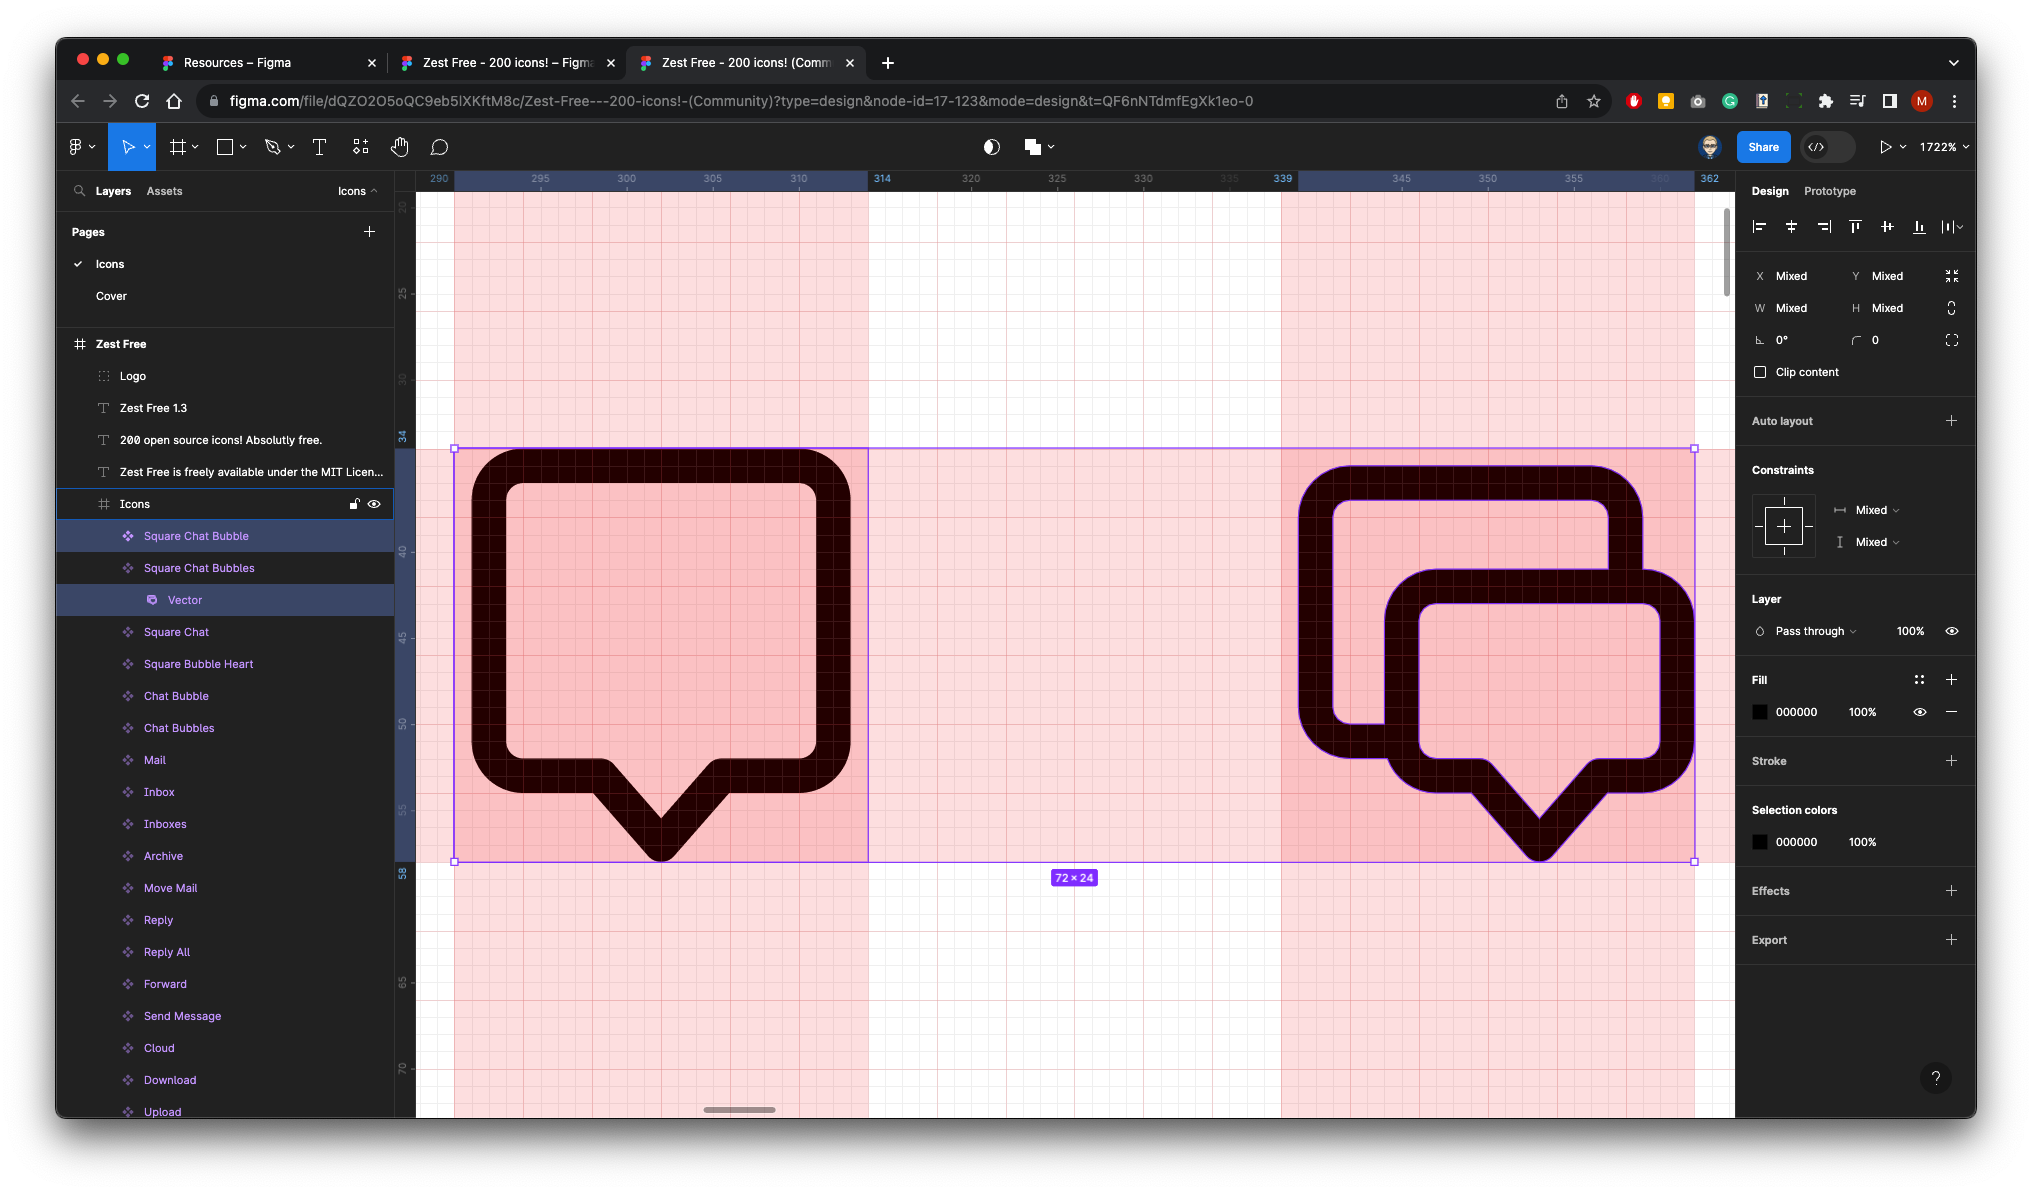 Resources – Figma
Zest Free - 200 icons! – Figma
Zest Free - 200 icons! (Comm
figma.com/file/dQZO2O5oQC9eb5lXKftM8c/Zest-Free---200-icons!-(Community)?type=design&node-id=17-123&mode=design&t=QF6nNTdmfEgXk1eo-0
M
Share
1722%
Layers Assets Icons
290 295 300 305 310 314 320 325 330 335 339 345 350 355 360 362
Design Prototype
Pages
Icons
Cover
Zest Free
Logo
Zest Free 1.3
200 open source icons! Absolutly free.
Zest Free is freely available under the MIT Licen...
Icons
Square Chat Bubble
Square Chat Bubbles
Vector
Square Chat
Square Bubble Heart
Chat Bubble
Chat Bubbles
Mail
Inbox
Inboxes
Archive
Move Mail
Reply
Reply All
Forward
Send Message
Cloud
Download
Upload
20
25
30
34
40
45
50
55
58
65
70
72 × 24
X Mixed Y Mixed
W Mixed H Mixed
0° 0
Clip content
Auto layout
Constraints
Mixed
Mixed
Layer
Pass through 100%
Fill
000000 100%
Stroke
Selection colors
000000 100%
Effects
Export
?